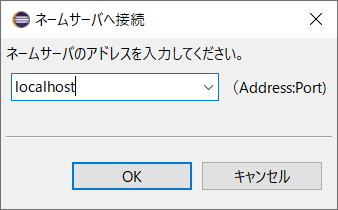 ネームサーバへ接続
ネームサーバのアドレスを入力してください。
localhost (Address:Port)
OK キャンセル